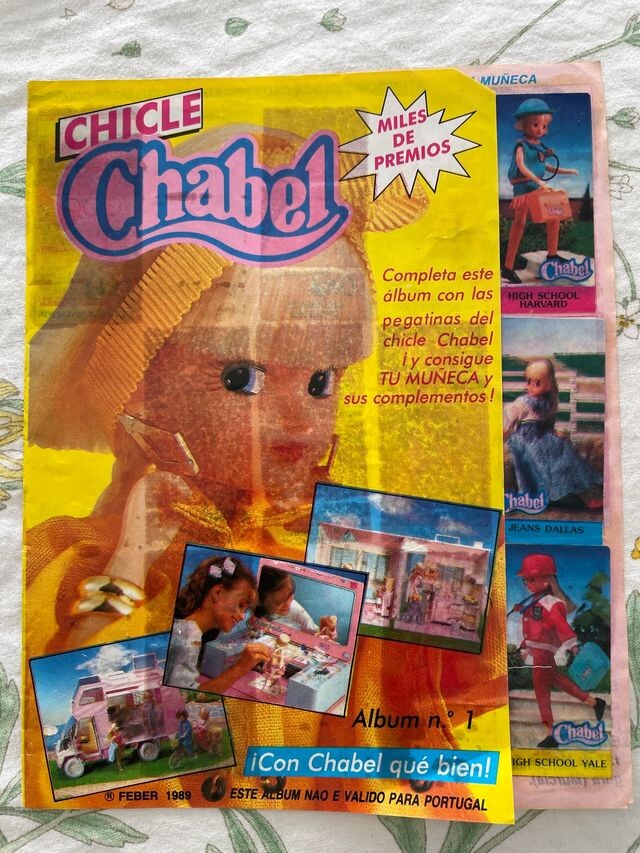 CHICLE
Chabel
MILES
DE
PREMIOS
Completa este
álbum con las
pegatinas del
chicle Chabel
¡y consigue
TU MUÑECA y
sus complementos!
Album n.° 1
¡Con Chabel qué bien!
® FEBER 1989
ESTE ALBUM NAO E VALIDO PARA PORTUGAL
MUÑECA
Chabel
HIGH SCHOOL
HARVARD
Chabel
JEANS DALLAS
Chabel
HIGH SCHOOL YALE